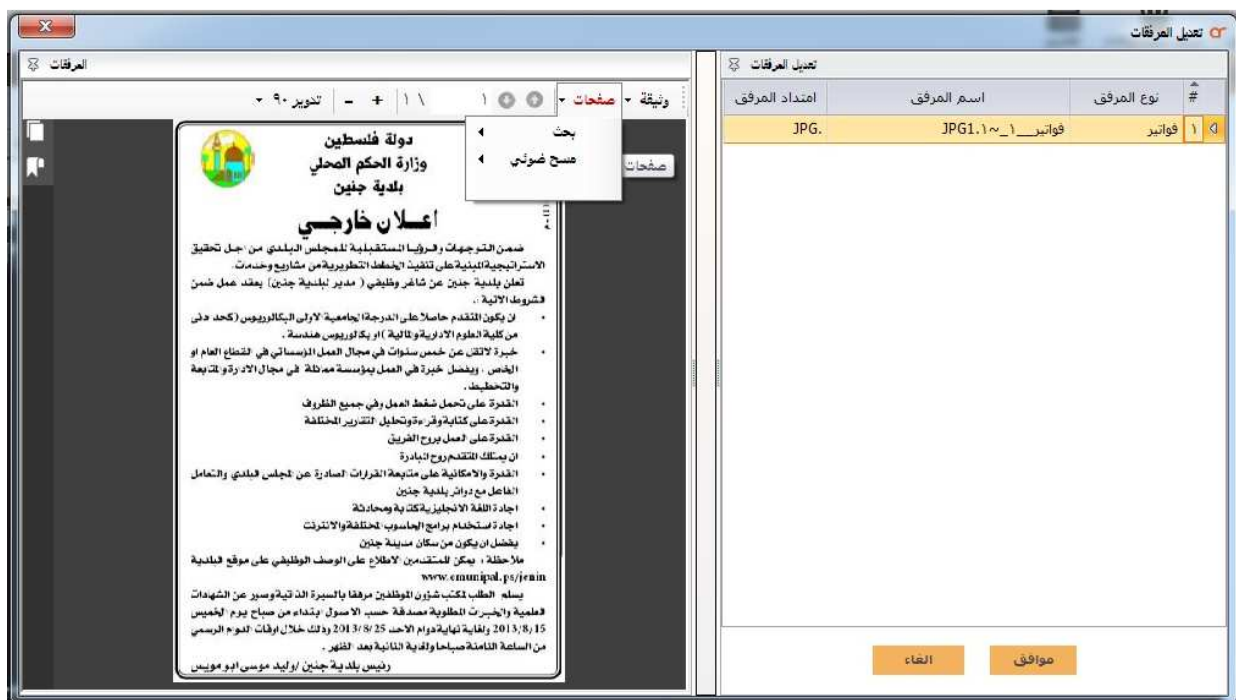 تعديل المرفقات
تعديل المرفقات
# نوع المرفق اسم المرفق امتداد المرفق
١ فواتير فواتير__١_~١.JPG1 .JPG
موافق الغاء
المرفقات
وثيقة صفحات ١ \ ١ + - تدوير ٩٠
بحث
مسح ضوئي
صفحات
دولة فلسطين
وزارة الحكم المحلي
بلدية جنين
اعلان خارجي
ضمن التوجهات والرؤيا المستقبلية للمجلس البلدي من اجل تحقيق
الاستراتيجية المبنية على تنفيذ الخطط التطويرية من مشاريع وخدمات.
تعلن بلدية جنين عن شاغر وظيفي ( مدير لبلدية جنين) بعقد عمل ضمن
الشروط الاتية :.
• ان يكون المتقدم حاصلا على الدرجة الجامعية الاولى البكالوريوس (كحد ادنى
من كلية العلوم الادارية والمالية ) او بكالوريوس هندسة .
• خبرة لاتقل عن خمس سنوات في مجال العمل المؤسساتي في القطاع العام او
الخاص ، ويفضل خبرة في العمل بمؤسسة مماثلة في مجال الادارة والمتابعة
والتخطيط .
• القدرة على تحمل ضغط العمل وفي جميع الظروف
• القدرة على كتابة وقراءة وتحليل التقارير المختلفة
• القدرة على العمل بروح الفريق
• ان يمتلك المتقدم روح المبادرة
• القدرة والامكانية على متابعة القرارات الصادرة عن المجلس البلدي والتعامل
الفاعل مع دوائر بلدية جنين
• اجادة اللغة الانجليزية كتابة ومحادثة
• اجادة استخدام برامج الحاسوب المختلفة والانترنت
• يفضل ان يكون من سكان مدينة جنين
ملاحظة ؛ يمكن للمتقدمين الاطلاع على الوصف الوظيفي على موقع البلدية
www.emunipal.ps/jenin
يسلم الطلب لمكتب شؤون الموظفين مرفقا بالسيرة الذاتية وصور عن الشهادات
العلمية والخبرات المطلوبة مصدقة حسب الاصول ابتداء من صباح يوم الخميس
2013/8/15 ولغاية نهاية دوام الاحد 2013/8/25 وذلك خلال اوقات الدوام الرسمي
من الساعة الثامنة صباحا ولغاية الثانية بعد الظهر .
رئيس بلدية جنين /وليد موسى ابو مويس